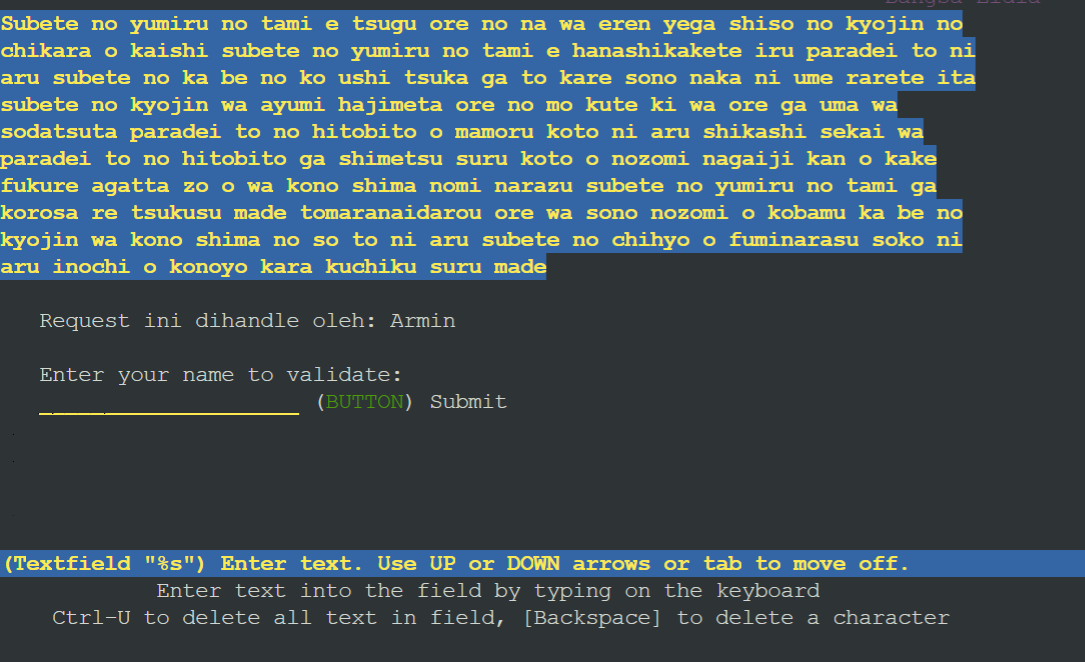 Bangsa Eldia
Subete no yumiru no tami e tsugu ore no na wa eren yega shiso no kyojin no
chikara o kaishi subete no yumiru no tami e hanashikakete iru paradei to ni
aru subete no ka be no ko ushi tsuka ga to kare sono naka ni ume rarete ita
subete no kyojin wa ayumi hajimeta ore no mo kute ki wa ore ga uma wa
sodatsuta paradei to no hitobito o mamoru koto ni aru shikashi sekai wa
paradei to no hitobito ga shimetsu suru koto o nozomi nagaiji kan o kake
fukure agatta zo o wa kono shima nomi narazu subete no yumiru no tami ga
korosa re tsukusu made tomaranaidarou ore wa sono nozomi o kobamu ka be no
kyojin wa kono shima no so to ni aru subete no chihyo o fuminarasu soko ni
aru inochi o konoyo kara kuchiku suru made
Request ini dihandle oleh: Armin
Enter your name to validate:
____________________ (BUTTON) Submit
(Textfield "%s") Enter text. Use UP or DOWN arrows or tab to move off.
Enter text into the field by typing on the keyboard
Ctrl-U to delete all text in field, [Backspace] to delete a character